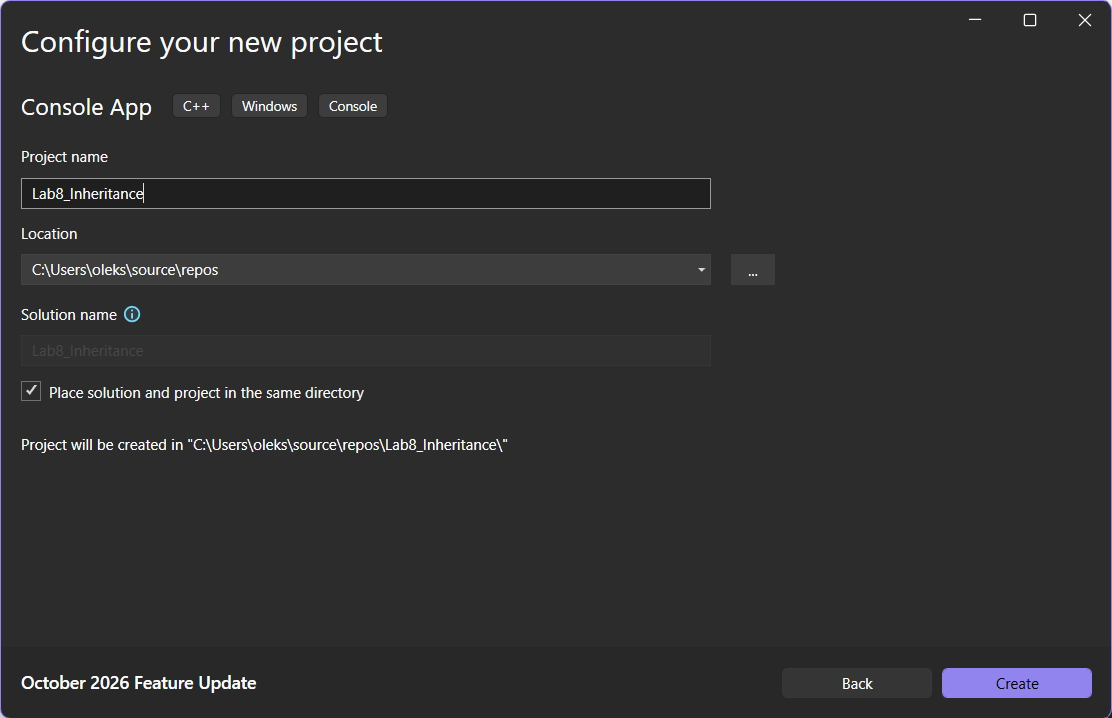 Configure your new project
Console App C++ Windows Console
Project name
Lab8_Inheritance
Location
C:\Users\oleks\source\repos
...
Solution name
Lab8_Inheritance
Place solution and project in the same directory
Project will be created in "C:\Users\oleks\source\repos\Lab8_Inheritance\"
October 2026 Feature Update
Back Create